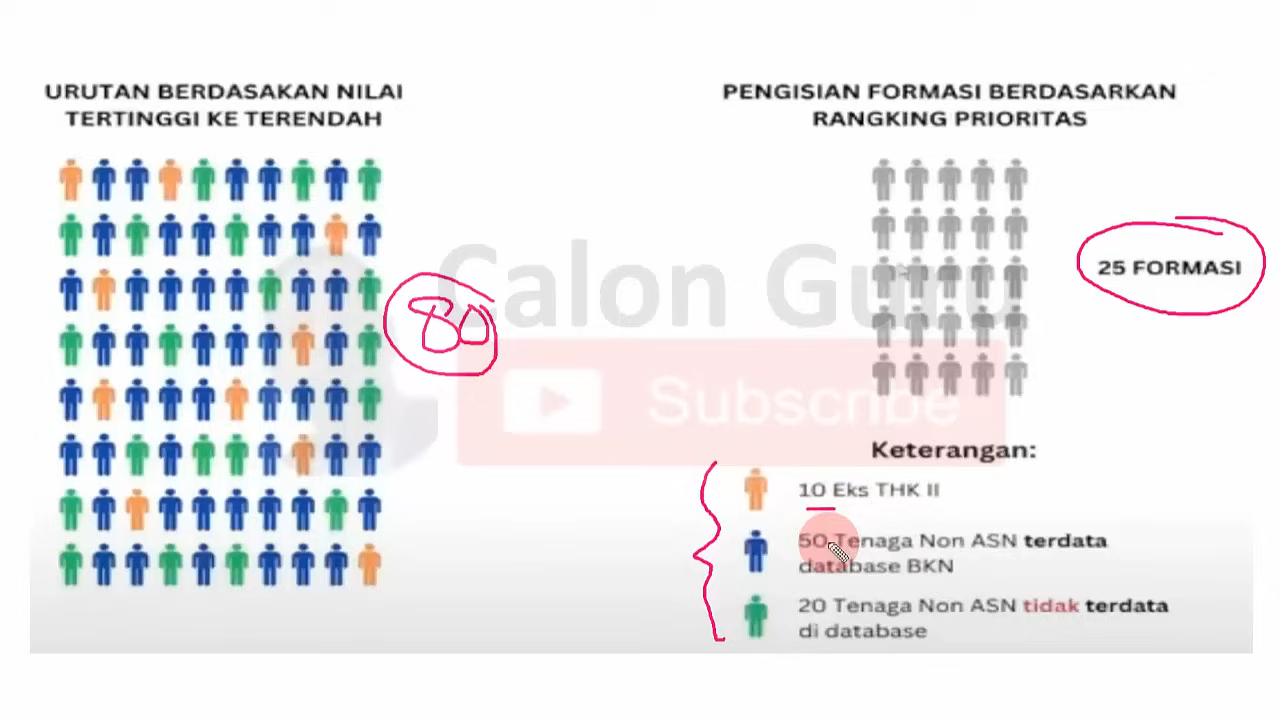 URUTAN BERDASAKAN NILAI
TERTINGGI KE TERENDAH
PENGISIAN FORMASI BERDASARKAN
RANGKING PRIORITAS
80
25 FORMASI
Calon Guru
Subscribe
Keterangan:
10 Eks THK II
50 Tenaga Non ASN terdata
database BKN
20 Tenaga Non ASN tidak terdata
di database